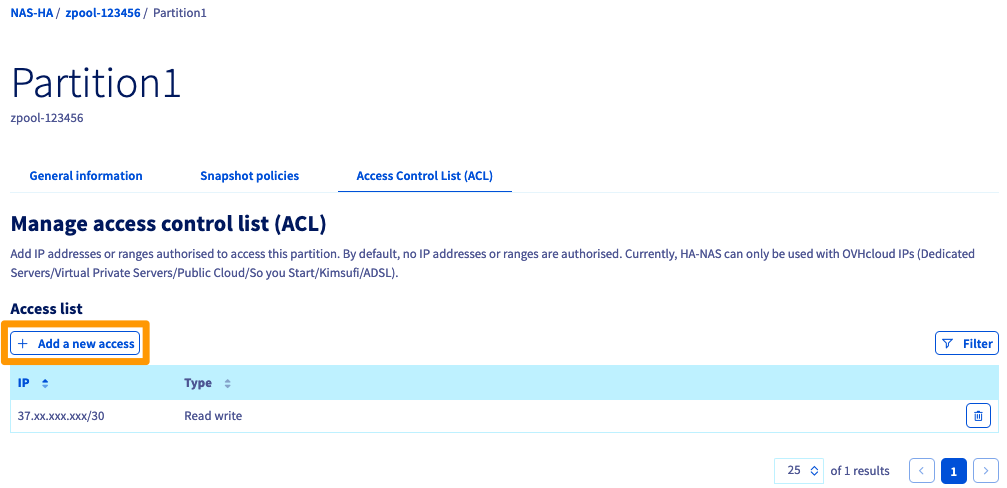 NAS-HA / zpool-123456 / Partition1
Partition1
zpool-123456
General information Snapshot policies Access Control List (ACL)
Manage access control list (ACL)
Add IP addresses or ranges authorised to access this partition. By default, no IP addresses or ranges are authorised. Currently, HA-NAS can only be used with OVHcloud IPs (Dedicated
Servers/Virtual Private Servers/Public Cloud/So you Start/Kimsufi/ADSL).
Access list
+ Add a new access Filter
IP Type
37.xx.xxx.xxx/30 Read write
25 of 1 results < 1 >